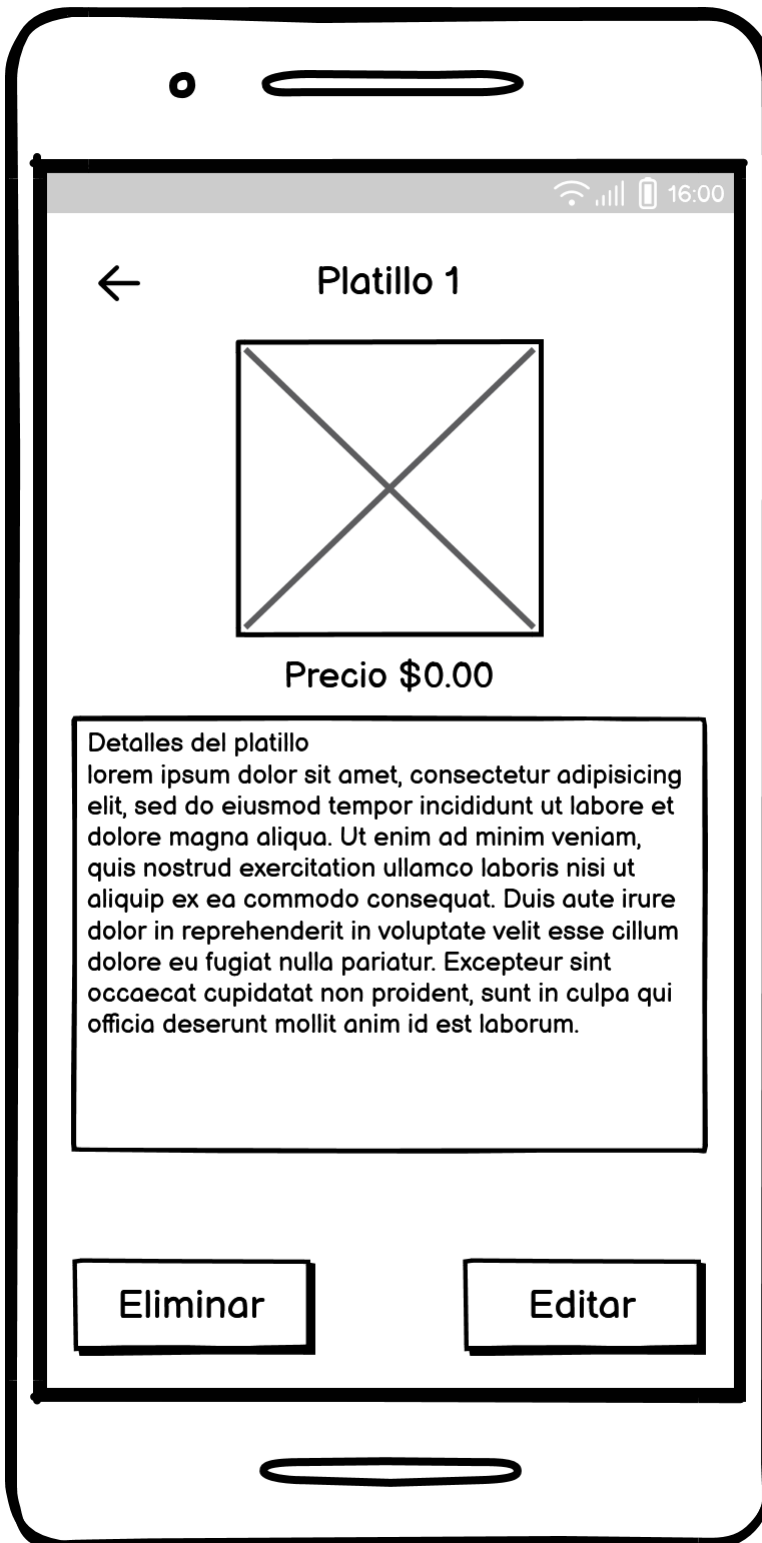 16:00
Platillo 1
Precio $0.00
Detalles del platillo
lorem ipsum dolor sit amet, consectetur adipisicing
elit, sed do eiusmod tempor incididunt ut labore et
dolore magna aliqua. Ut enim ad minim veniam,
quis nostrud exercitation ullamco laboris nisi ut
aliquip ex ea commodo consequat. Duis aute irure
dolor in reprehenderit in voluptate velit esse cillum
dolore eu fugiat nulla pariatur. Excepteur sint
occaecat cupidatat non proident, sunt in culpa qui
officia deserunt mollit anim id est laborum.
Eliminar
Editar